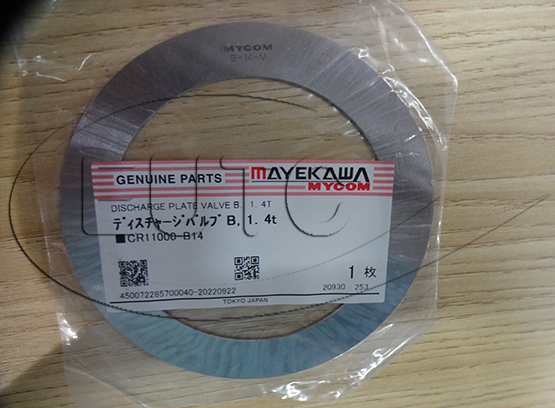 MYCOM
B-14-M
GENUINE PARTS
MAYEKAWA
MYCOM
DISCHARGE PLATE VALVE B, 1. 4T
ディスチャージバルブ B, 1. 4t
■CR11000-B14
1 枚
450072285700040-20220922
20930 253
TOKYO JAPAN